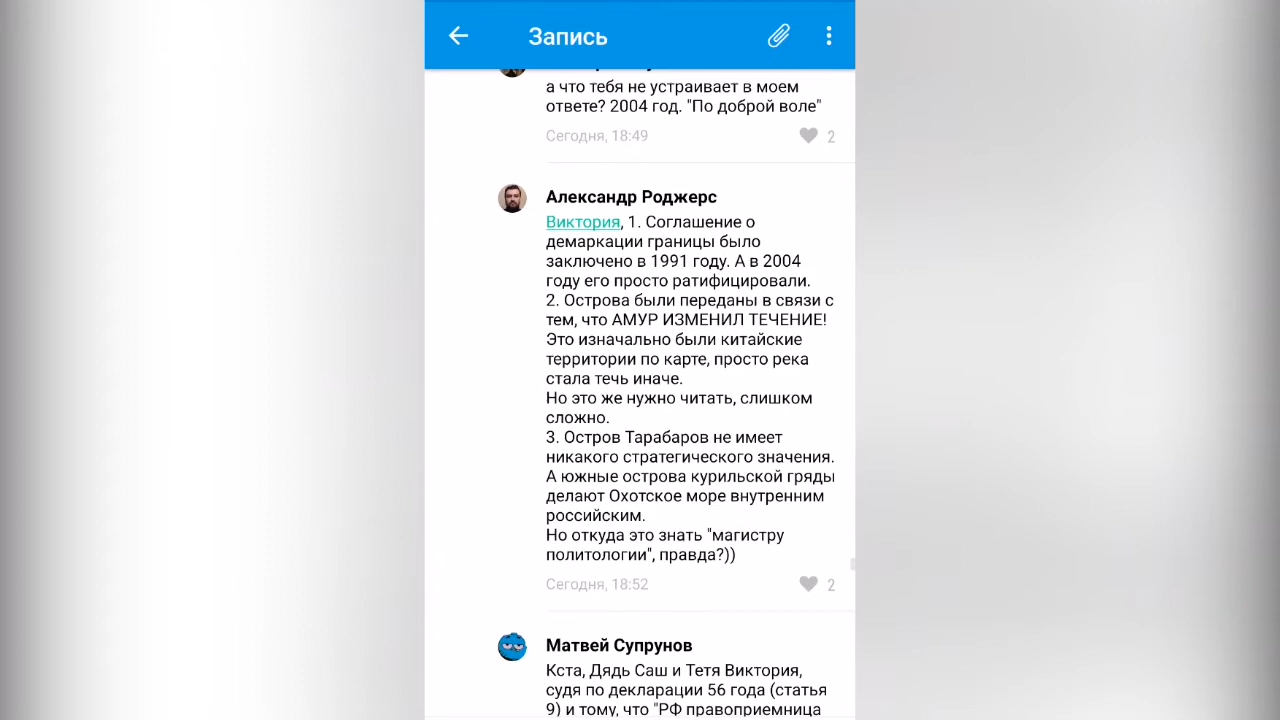 Запись
а что тебя не устраивает в моем
ответе? 2004 год. "По доброй воле"
Сегодня, 18:49
2
Александр Роджерс
Виктория, 1. Соглашение о
демаркации границы было
заключено в 1991 году. А в 2004
году его просто ратифицировали.
2. Острова были переданы в связи с
тем, что АМУР ИЗМЕНИЛ ТЕЧЕНИЕ!
Это изначально были китайские
территории по карте, просто река
стала течь иначе.
Но это же нужно читать, слишком
сложно.
3. Остров Тарабаров не имеет
никакого стратегического значения.
А южные острова курильской гряды
делают Охотское море внутренним
российским.
Но откуда это знать "магистру
политологии", правда?))
Сегодня, 18:52
2
Матвей Супрунов
Кста, Дядь Саш и Тетя Виктория,
судя по декларации 56 года (статья
9) и тому, что "РФ правоприемница